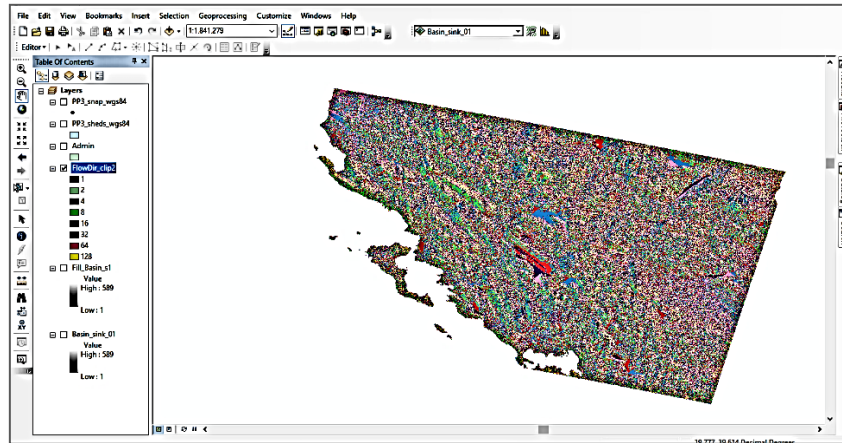 File Edit View Bookmarks Insert Selection Geoprocessing Customize Windows Help
1:1,841,279
Basin_sink_01
Editor
Table Of Contents
Layers
PP3_snap_wgs84
PP3_sheds_wgs84
Admin
FlowDir_clip2
1
2
4
8
16
32
64
128
Fill_Basin_s1
Value
High : 589
Low : 1
Basin_sink_01
Value
High : 589
Low : 1
Decimal Degrees